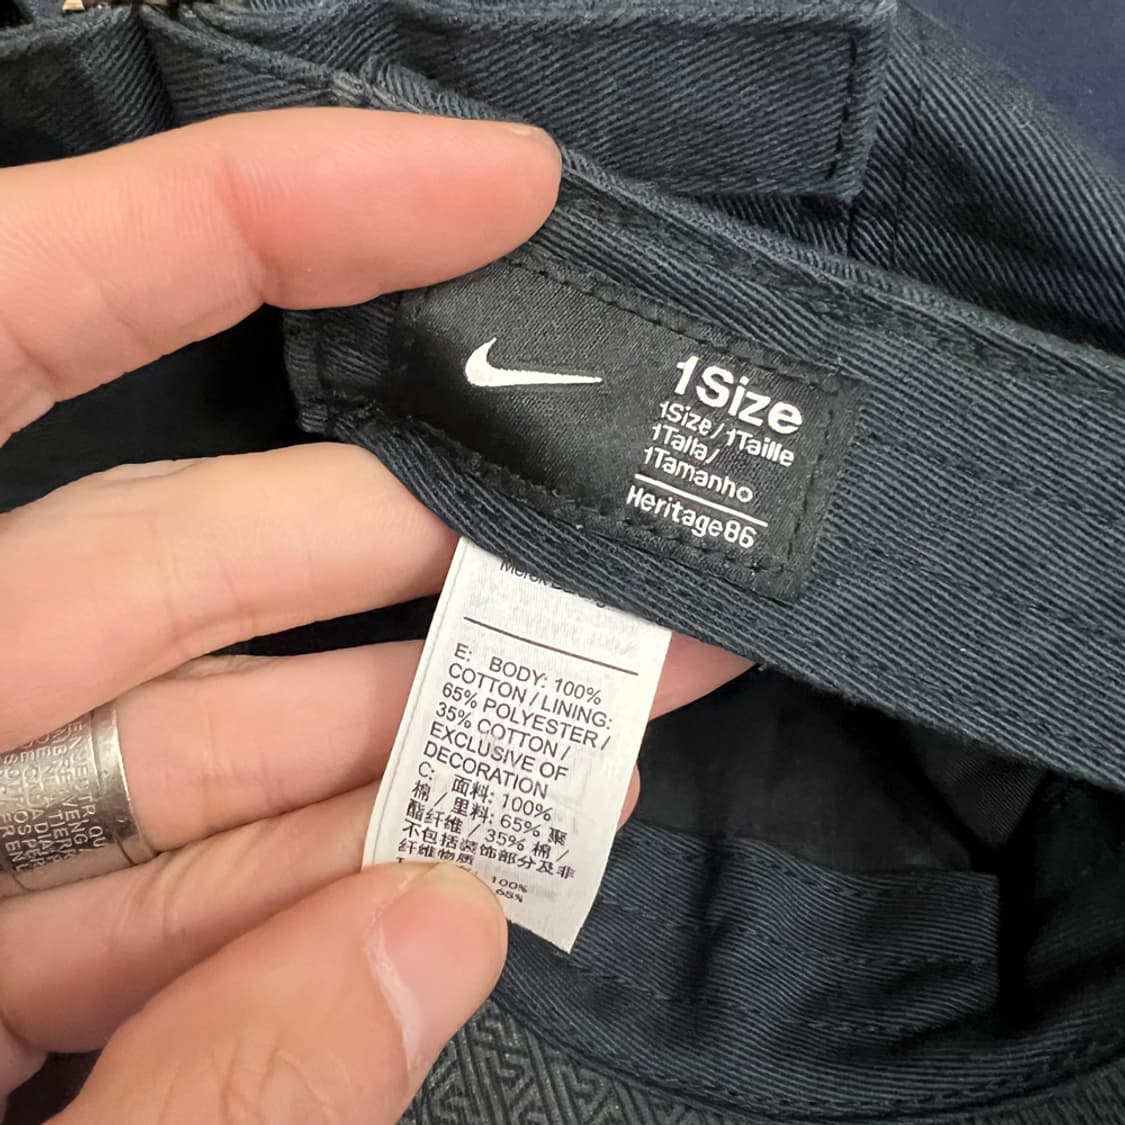 1Size
1Size/1Taille
1Talla/
1Tamanho
Heritage86
E: BODY: 100%
COTTON / LINING:
65% POLYESTER /
35% COTTON /
EXCLUSIVE OF
DECORATION
C: 面料: 100%
棉 / 里料: 65% 聚
酯纤维 / 35% 棉 /
不包括装饰部分及非
纤维物质
100%
65%